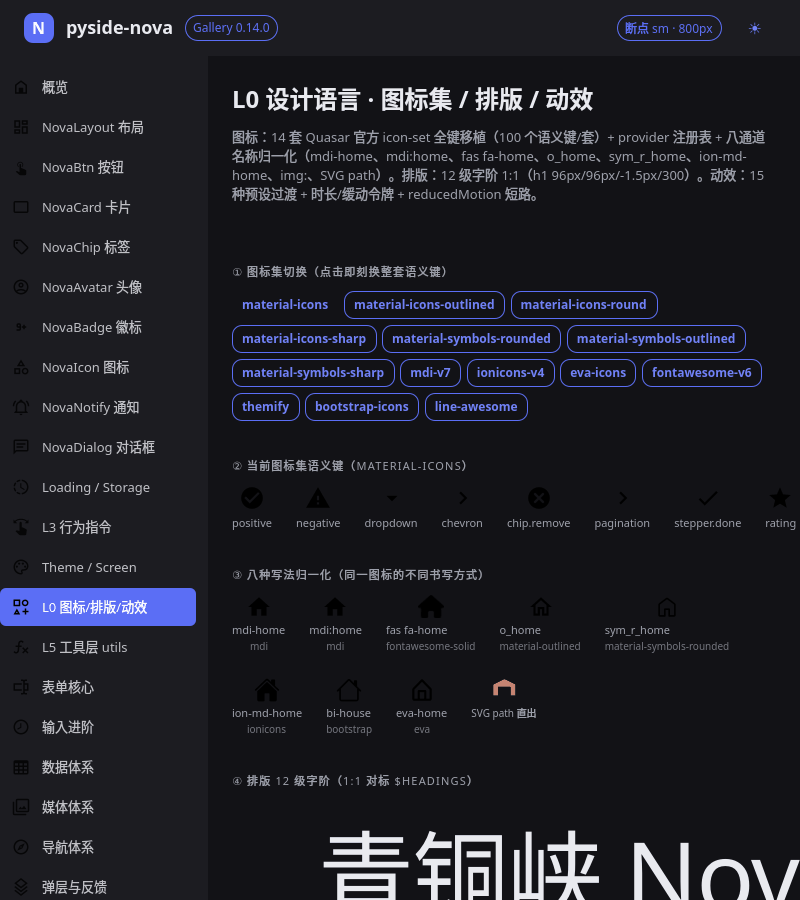 N pyside-nova Gallery 0.14.0 断点 sm · 800px
概览
NovaLayout 布局
NovaBtn 按钮
NovaCard 卡片
NovaChip 标签
NovaAvatar 头像
9+ NovaBadge 徽标
NovaIcon 图标
NovaNotify 通知
NovaDialog 对话框
Loading / Storage
L3 行为指令
Theme / Screen
L0 图标/排版/动效
L5 工具层 utils
表单核心
输入进阶
数据体系
媒体体系
导航体系
弹层与反馈
L0 设计语言 · 图标集 / 排版 / 动效
图标：14 套 Quasar 官方 icon-set 全键移植（100 个语义键/套）+ provider 注册表 + 八通道
名称归一化（mdi-home、mdi:home、fas fa-home、o_home、sym_r_home、ion-md-
home、img:、SVG path）。排版：12 级字阶 1:1（h1 96px/96px/-1.5px/300）。动效：15
种预设过渡 + 时长/缓动令牌 + reducedMotion 短路。
① 图标集切换（点击即刻换整套语义键）
material-icons material-icons-outlined material-icons-round
material-icons-sharp material-symbols-rounded material-symbols-outlined
material-symbols-sharp mdi-v7 ionicons-v4 eva-icons fontawesome-v6
themify bootstrap-icons line-awesome
② 当前图标集语义键（MATERIAL-ICONS）
positive negative dropdown chevron chip.remove pagination stepper.done rating
③ 八种写法归一化（同一图标的不同书写方式）
mdi-home mdi:home fas fa-home o_home sym_r_home
mdi mdi fontawesome-solid material-outlined material-symbols-rounded
ion-md-home bi-house eva-home SVG path 直出
ionicons bootstrap eva
④ 排版 12 级字阶（1:1 对标 $HEADINGS）
青铜峡 Nov